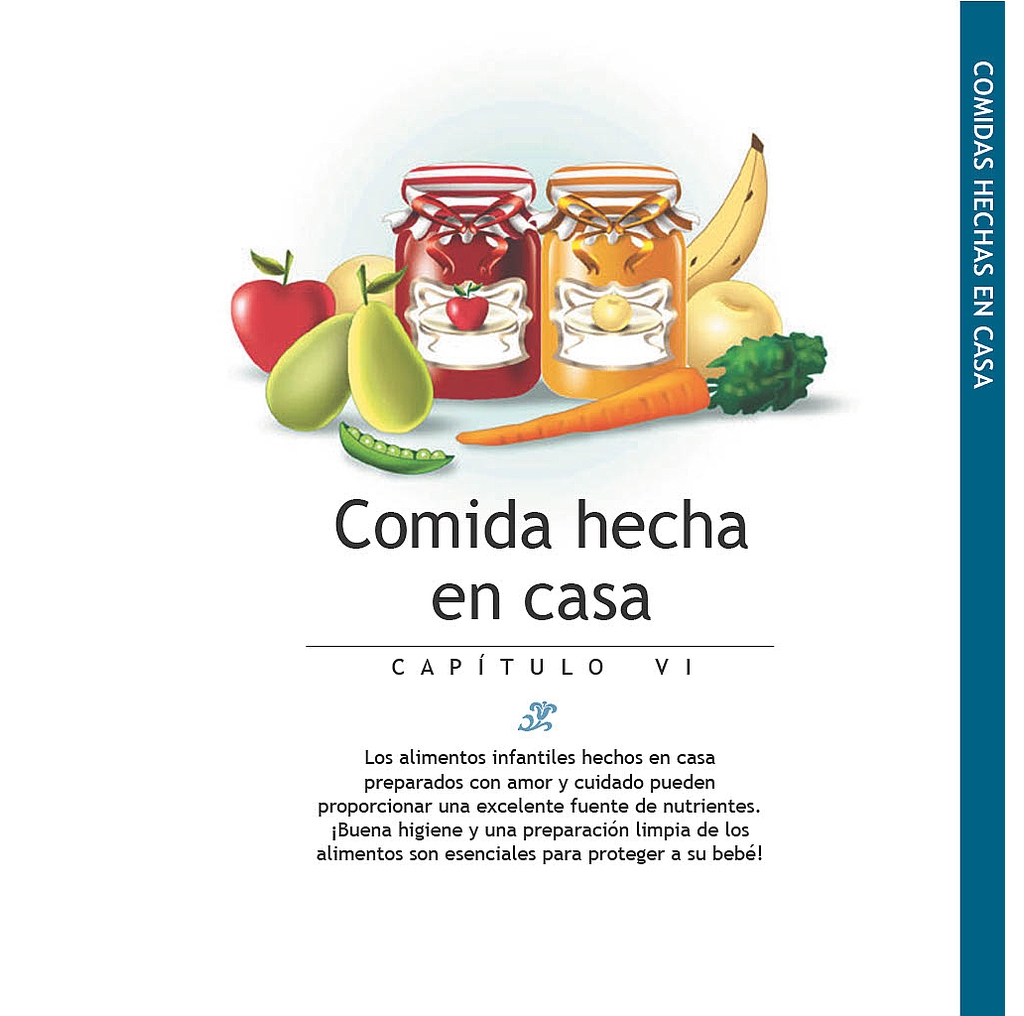 COMIDAS HECHAS EN CASA
Comida hecha
en casa
CAPÍTULO VI
Los alimentos infantiles hechos en casa
preparados con amor y cuidado pueden
proporcionar una excelente fuente de nutrientes.
¡Buena higiene y una preparación limpia de los
alimentos son esenciales para proteger a su bebé!